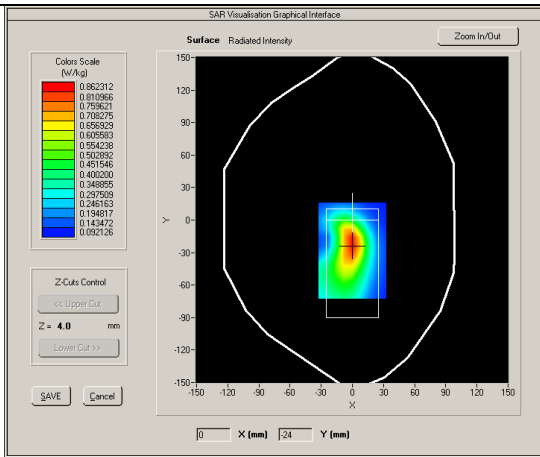 SAR Visualisation Graphical Interface
Surface Radiated Intensity
Zoom In/Out
Colors Scale
(W/kg)
0.862312
0.810966
0.759621
0.708275
0.656929
0.605583
0.554238
0.502892
0.451546
0.400200
0.348855
0.297509
0.246163
0.194817
0.143472
0.092126
Z-Cuts Control
<< Upper Cut
Z = 4.0 mm
Lower Cut >>
SAVE Cancel
150
120
90
60
30
0
-30
-60
-90
-120
-150
Y
-150 -120 -90 -60 -30 0 30 60 90 120 150
X
0 X (mm) -24 Y (mm)